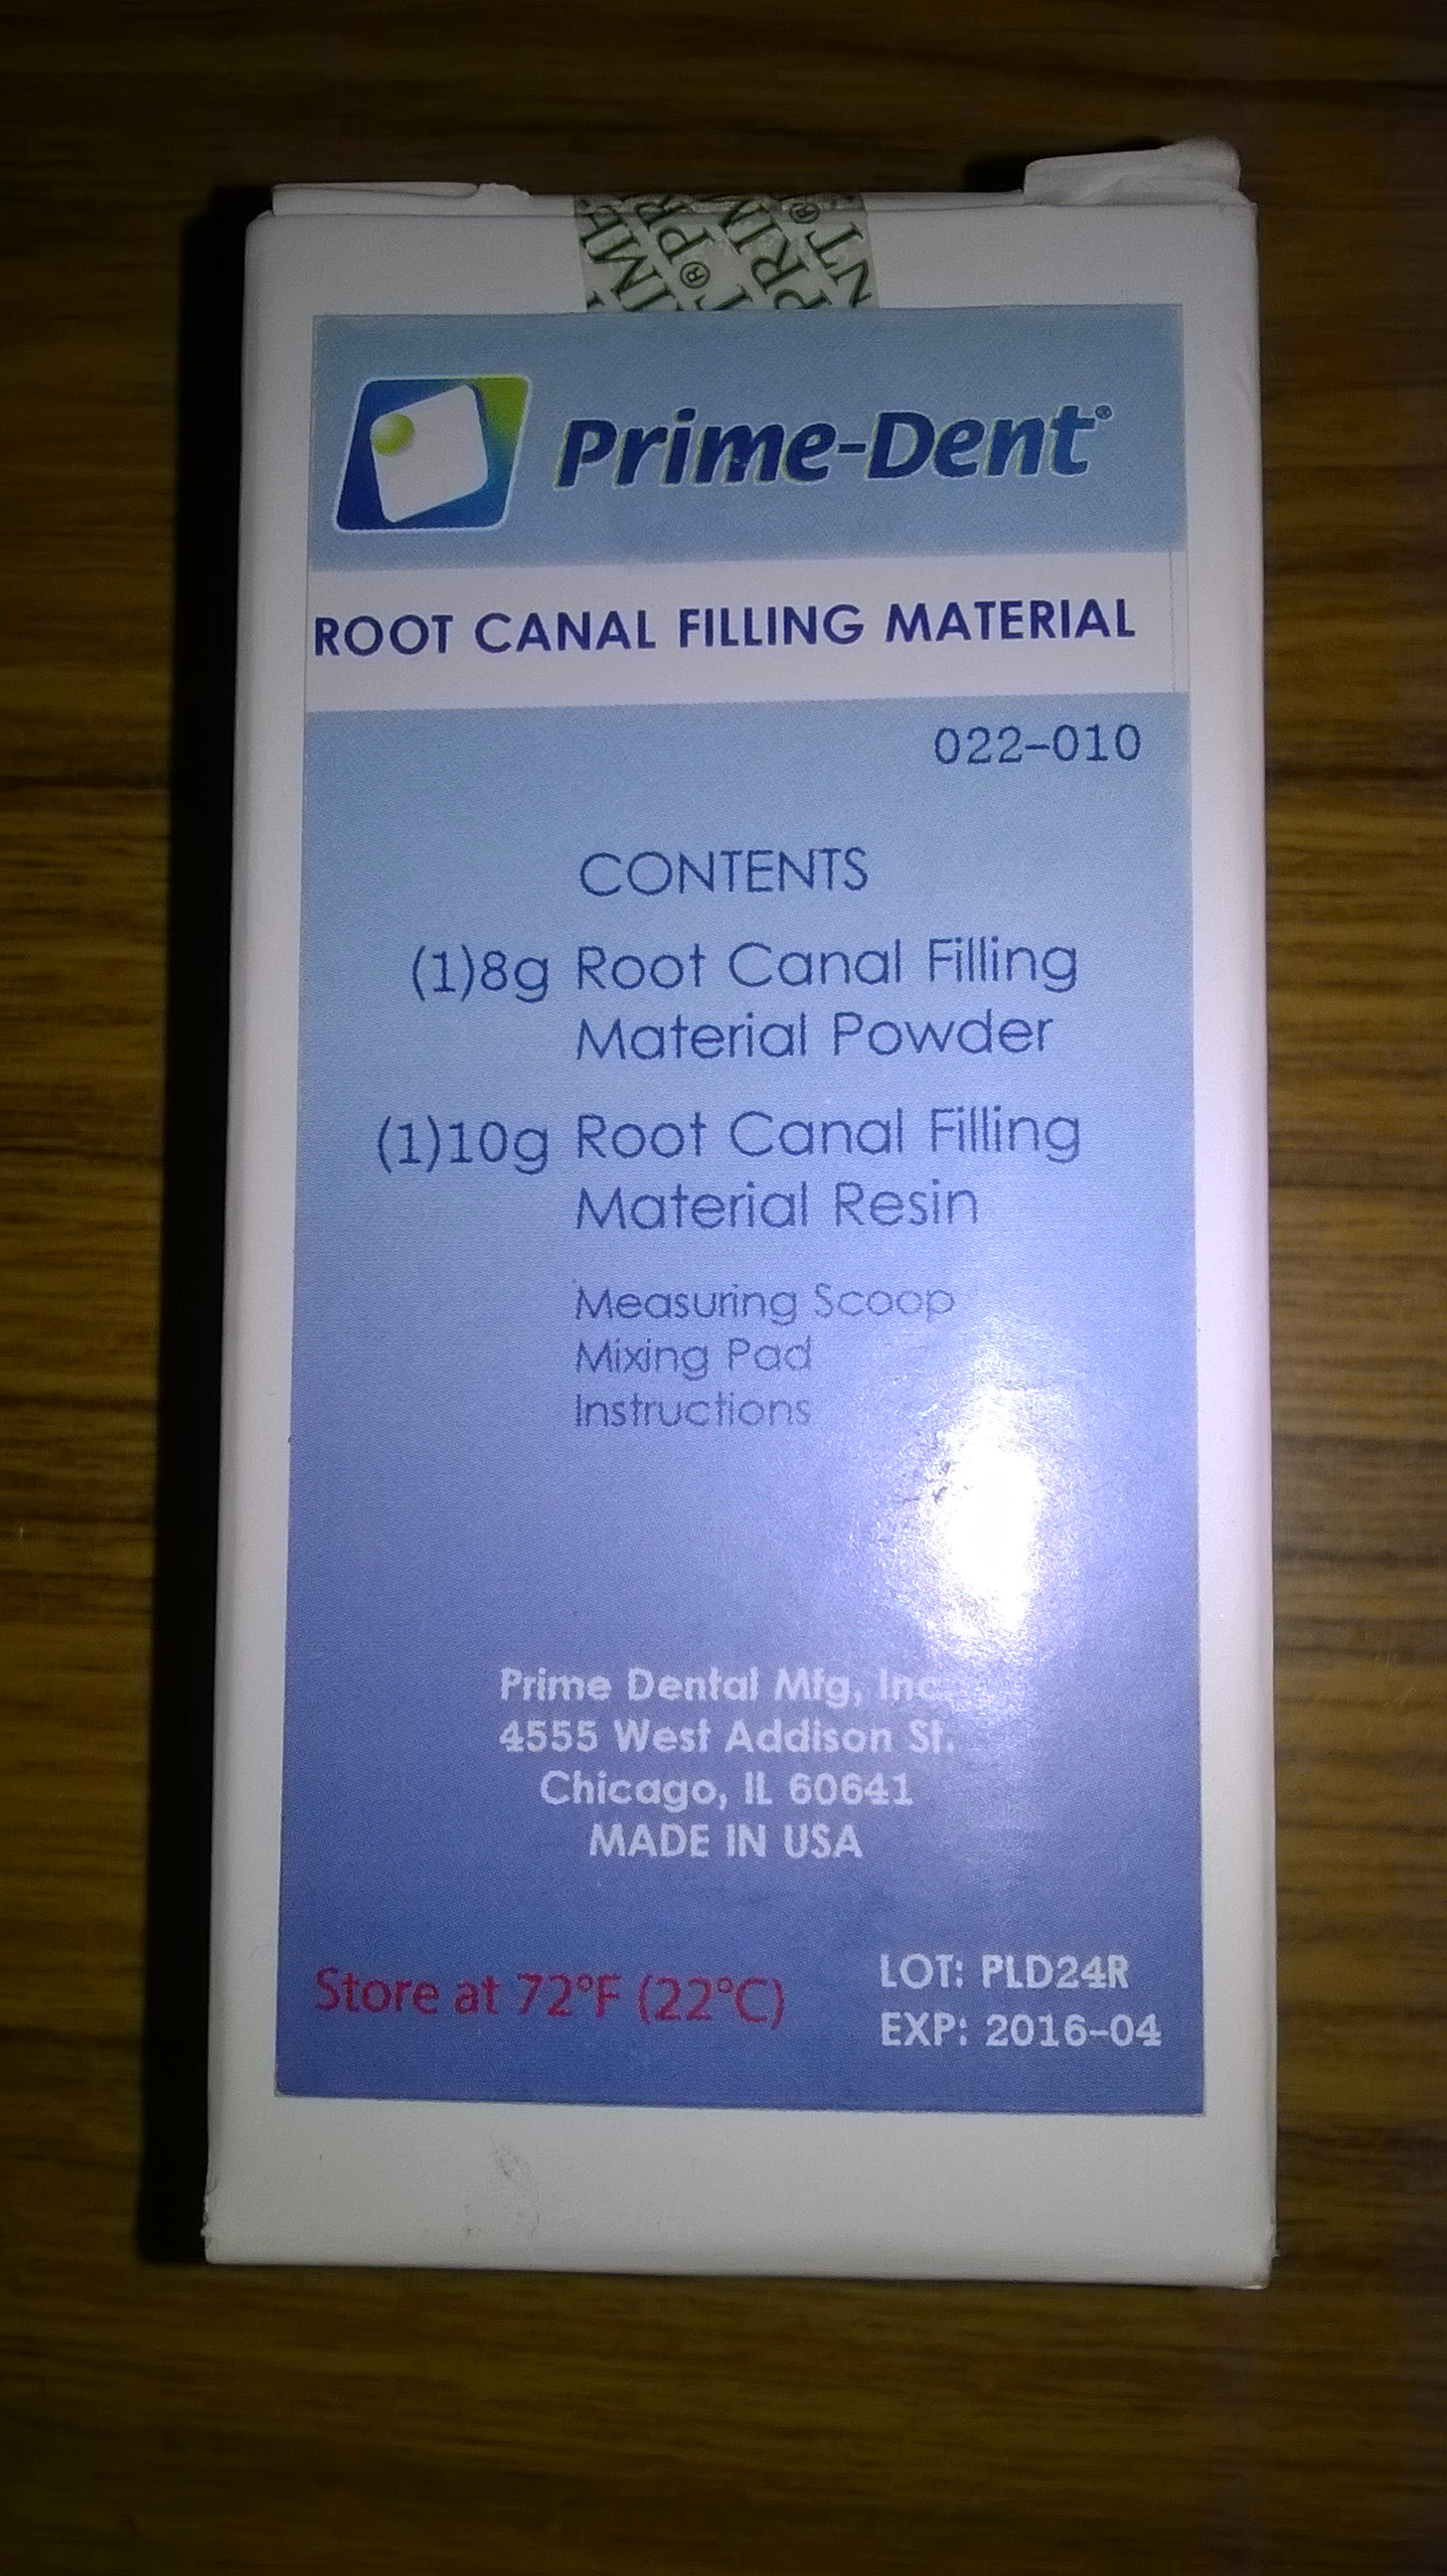 Prime-Dent®
ROOT CANAL FILLING MATERIAL
022-010
CONTENTS
(1)8g Root Canal Filling
Material Powder
(1)10g Root Canal Filling
Material Resin
Measuring Scoop
Mixing Pad
Instructions
Prime Dental Mfg, Inc.
4555 West Addison St.
Chicago, IL 60641
MADE IN USA
Store at 72°F (22°C)
LOT: PLD24R
EXP: 2016-04